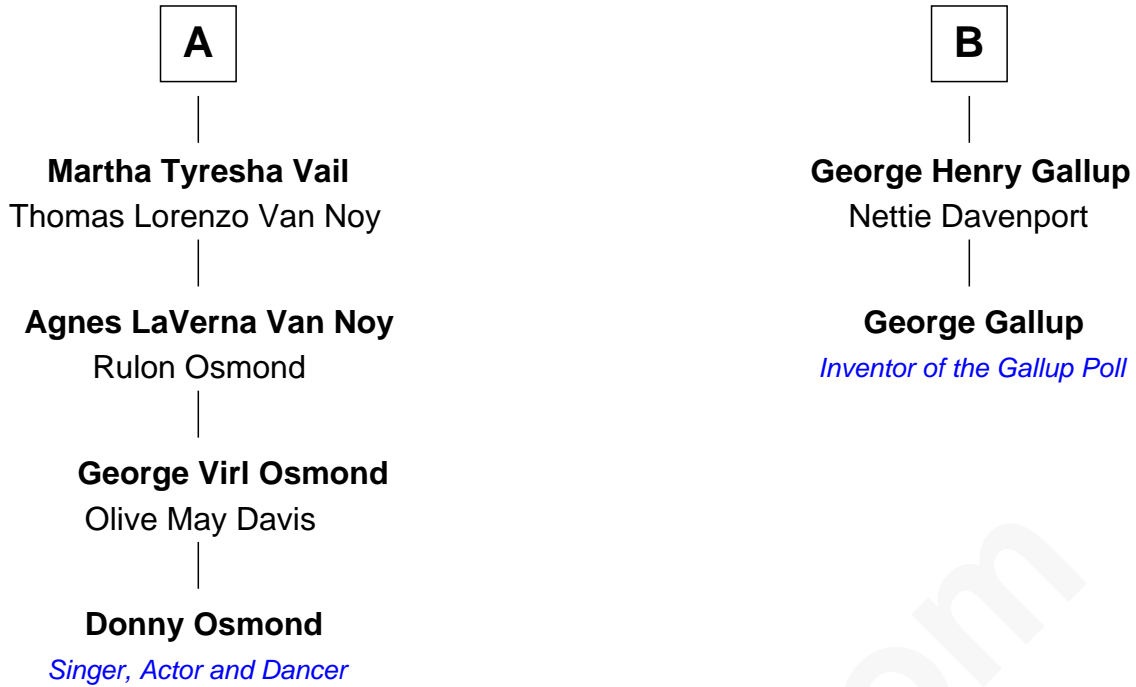 A
Martha Tyresha Vail
Thomas Lorenzo Van Noy
Agnes LaVerna Van Noy
Rulon Osmond
George Virl Osmond
Olive May Davis
Donny Osmond
Singer, Actor and Dancer
B
George Henry Gallup
Nettie Davenport
George Gallup
Inventor of the Gallup Poll
om